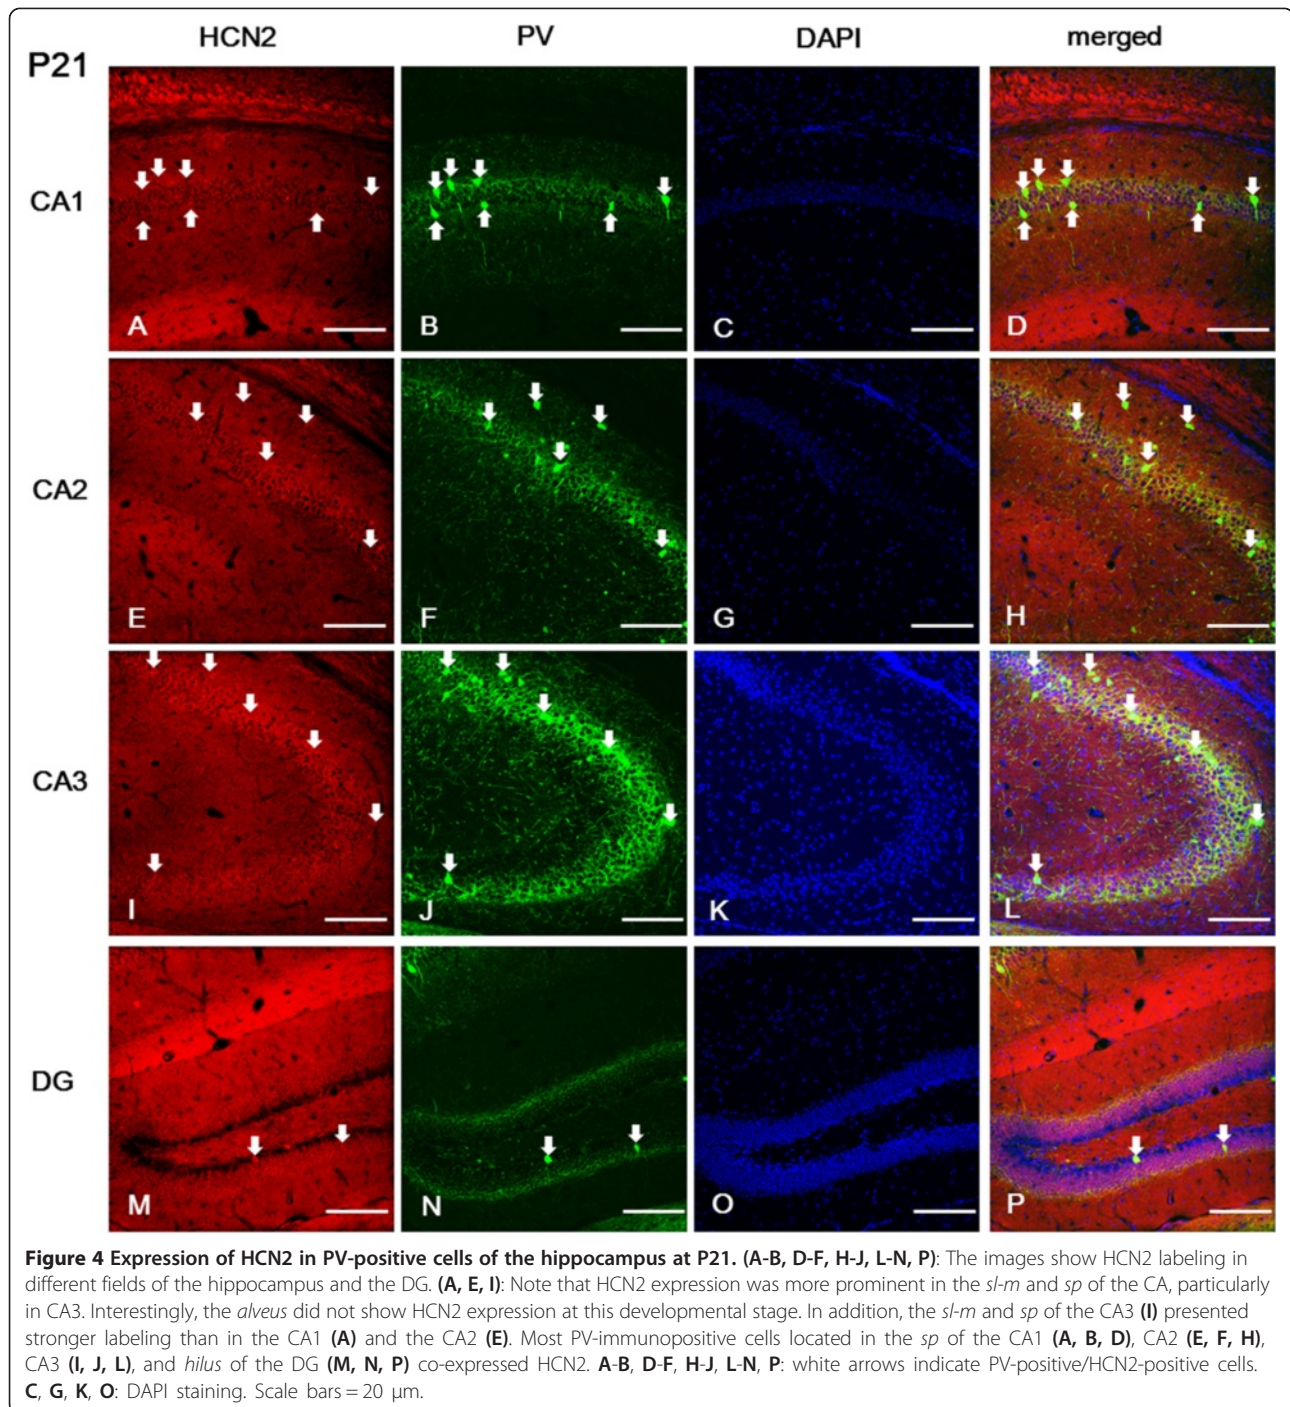 HCN2 PV DAPI merged
P21
CA1
A B C D
CA2
E F G H
CA3
I J K L
DG
M N O P
Figure 4 Expression of HCN2 in PV-positive cells of the hippocampus at P21. (A-B, D-F, H-J, L-N, P): The images show HCN2 labeling in
different fields of the hippocampus and the DG. (A, E, I): Note that HCN2 expression was more prominent in the sl-m and sp of the CA, particularly
in CA3. Interestingly, the alveus did not show HCN2 expression at this developmental stage. In addition, the sl-m and sp of the CA3 (I) presented
stronger labeling than in the CA1 (A) and the CA2 (E). Most PV-immunopositive cells located in the sp of the CA1 (A, B, D), CA2 (E, F, H),
CA3 (I, J, L), and hilus of the DG (M, N, P) co-expressed HCN2. A-B, D-F, H-J, L-N, P: white arrows indicate PV-positive/HCN2-positive cells.
C, G, K, O: DAPI staining. Scale bars = 20 μm.